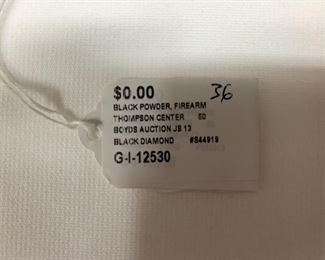 $0.00 36
BLACK POWDER, FIREARM
THOMPSON CENTER 50
BOYDS AUCTION JS 13
BLACK DIAMOND #S44919
G-I-12530